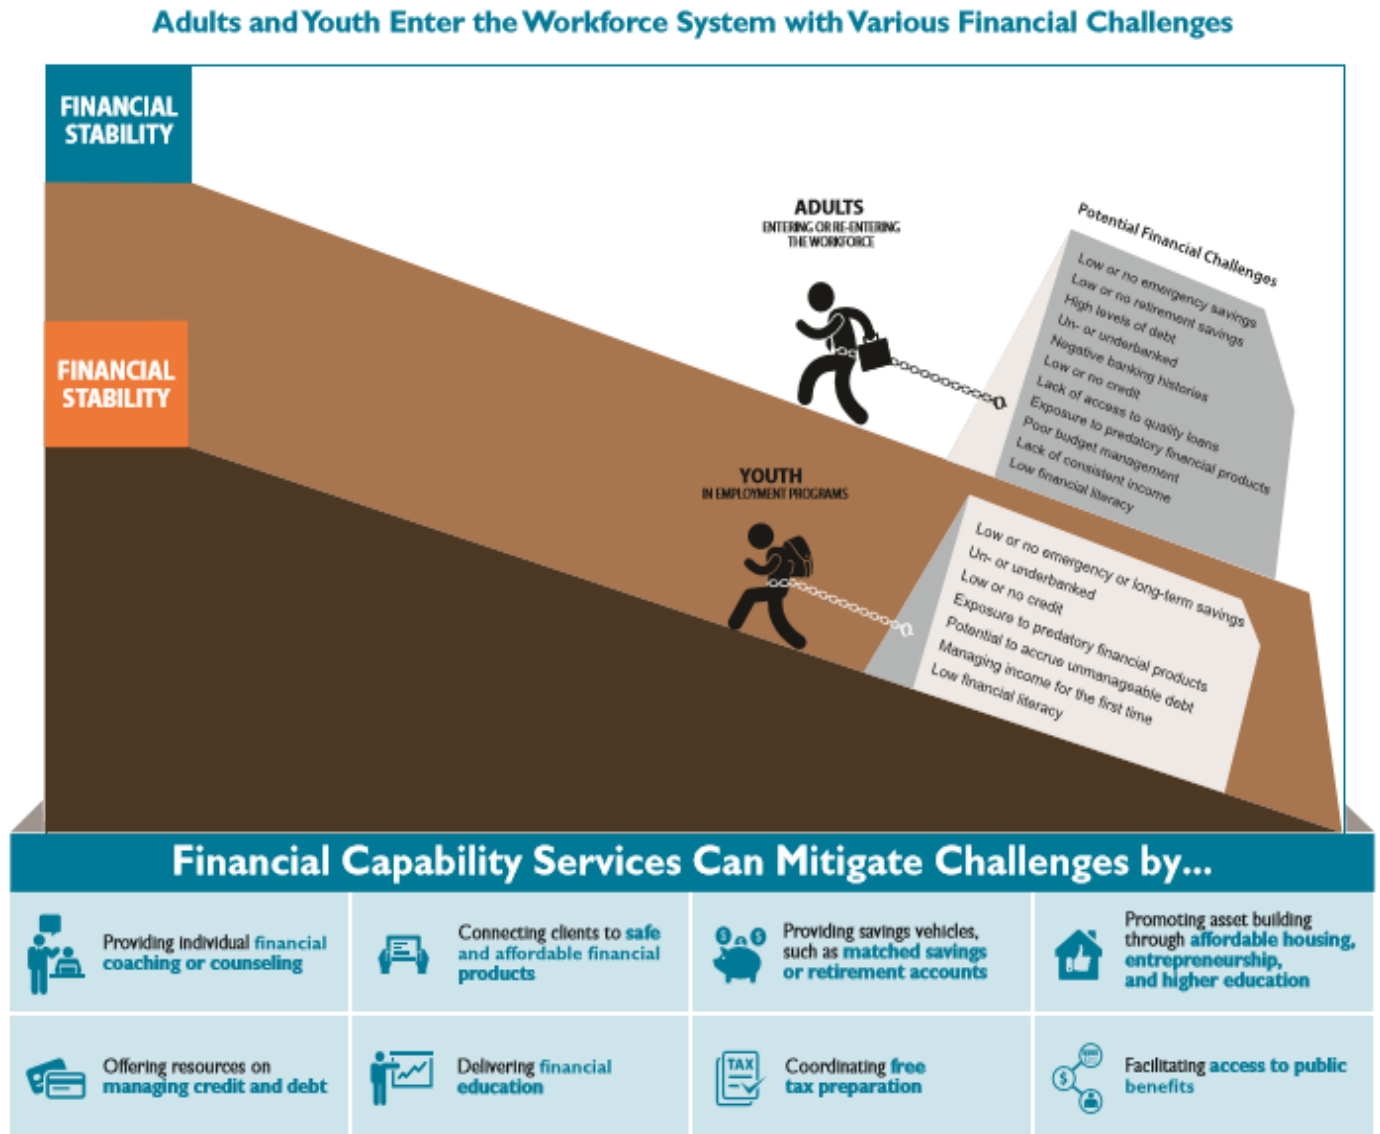 Adults and Youth Enter the Workforce System with Various Financial Challenges
FINANCIAL
STABILITY
ADULTS
ENTERING OR RE-ENTERING
THE WORKFORCE
Potential Financial Challenges
Low or no emergency savings
Low or no retirement savings
High levels of debt
Un- or underbanked
Negative banking histories
Low or no credit
Lack of access to quality loans
Exposure to predatory financial products
Poor budget management
Lack of consistent income
Low financial literacy
FINANCIAL
STABILITY
YOUTH
IN EMPLOYMENT PROGRAMS
Low or no emergency or long-term savings
Un- or underbanked
Low or no credit
Exposure to predatory financial products
Potential to accrue unmanageable debt
Managing income for the first time
Low financial literacy
Financial Capability Services Can Mitigate Challenges by...
Providing individual financial
coaching or counseling
Connecting clients to safe
and affordable financial
products
Providing savings vehicles,
such as matched savings
or retirement accounts
Promoting asset building
through affordable housing,
entrepreneurship,
and higher education
Offering resources on
managing credit and debt
Delivering financial
education
TAX
Coordinating free
tax preparation
Facilitating access to public
benefits